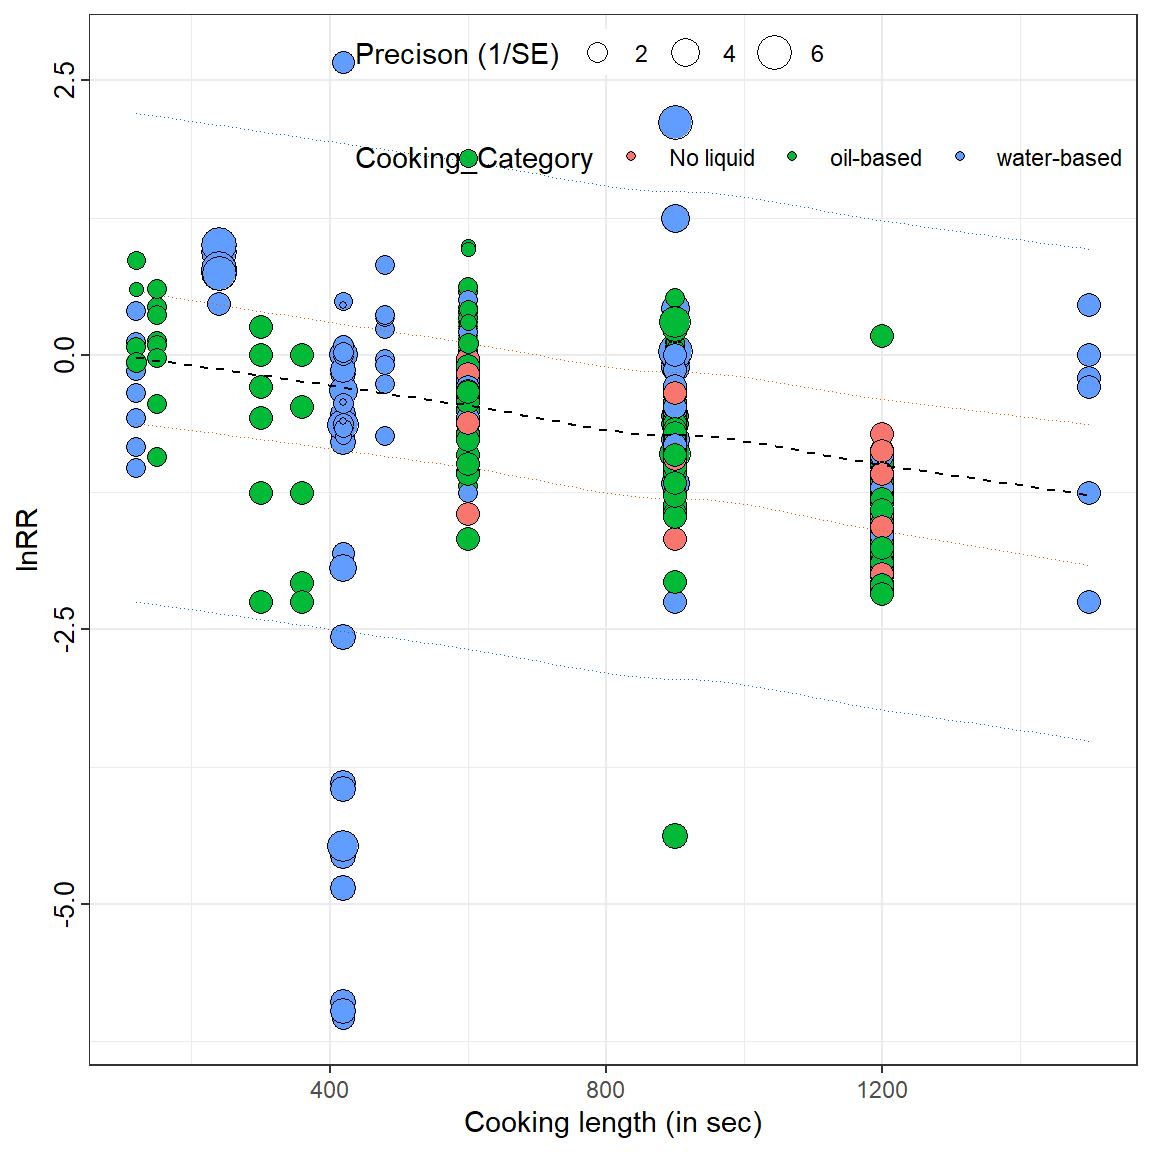 Precison (1/SE) 2 4 6
Cooking_Category No liquid oil-based water-based
2.5
0.0
-2.5
-5.0
lnRR
400 800 1200
Cooking length (in sec)